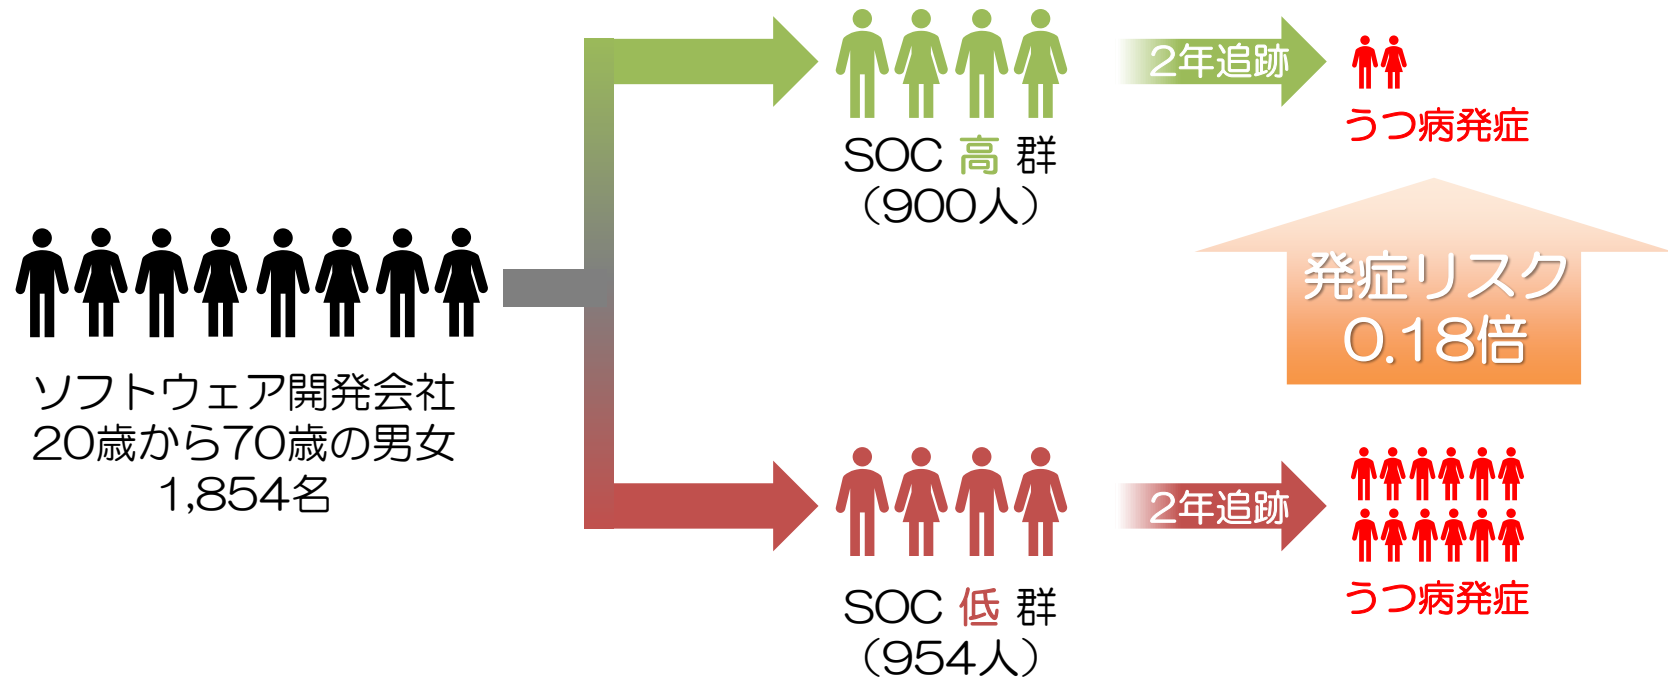 ソフトウェア開発会社
20歳から70歳の男女
1,854名
SOC 高 群
（900人）
2年追跡
うつ病発症
発症リスク
0.18倍
SOC 低 群
（954人）
2年追跡
うつ病発症